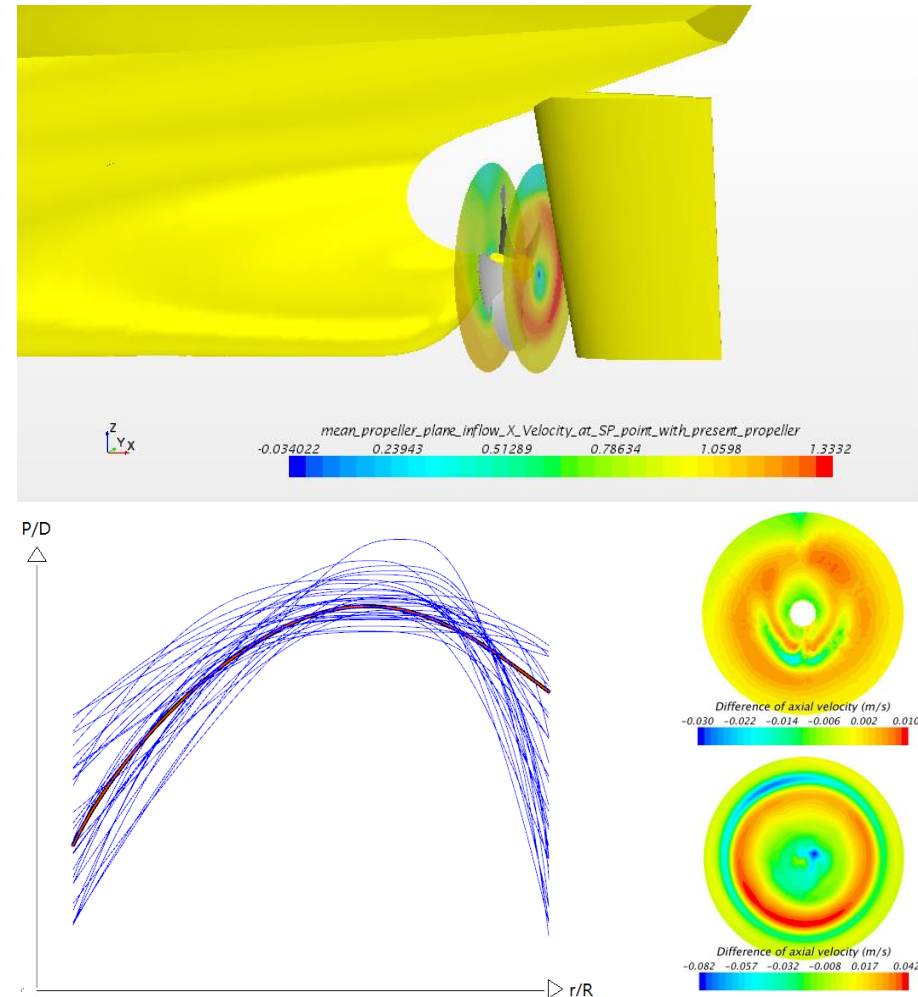 Z
Y X
mean_propeller_plane_inflow_X_Velocity_at_SP_point_with_present_propeller
-0.034022 0.23943 0.51289 0.78634 1.0598 1.3332
P/D
Difference of axial velocity (m/s)
-0.030 -0.022 -0.014 -0.006 0.002 0.010
Difference of axial velocity (m/s)
-0.082 -0.057 -0.032 -0.008 0.017 0.042
r/R